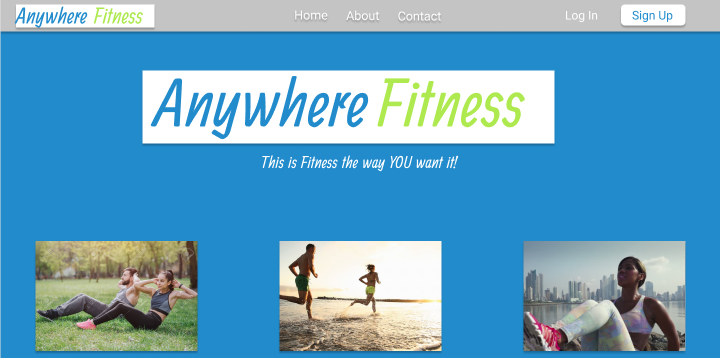 Anywhere Fitness
Home About Contact
Log In Sign Up
Anywhere Fitness
This is Fitness the way YOU want it!